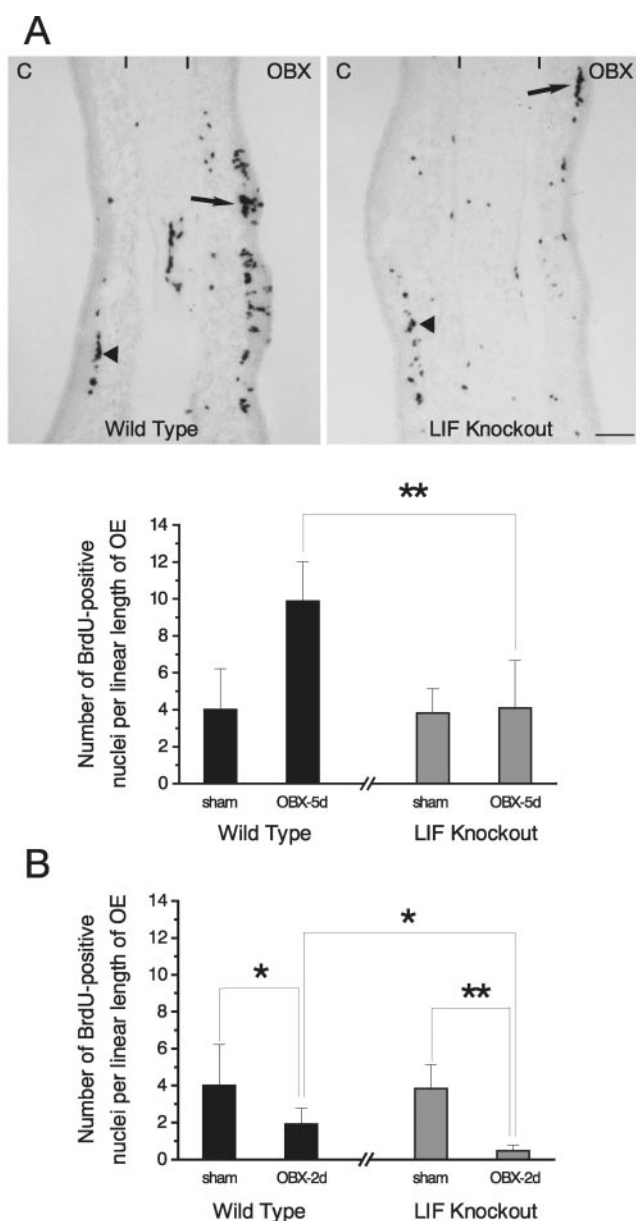 A
C OBX C OBX
Wild Type LIF Knockout
**
14
12
10
8
6
4
2
0
Number of BrdU-positive
nuclei per linear length of OE
sham OBX-5d // sham OBX-5d
Wild Type LIF Knockout
B
14
12
10
8
6
4
2
0
Number of BrdU-positive
nuclei per linear length of OE
*
*
**
sham OBX-2d // sham OBX-2d
Wild Type LIF Knockout